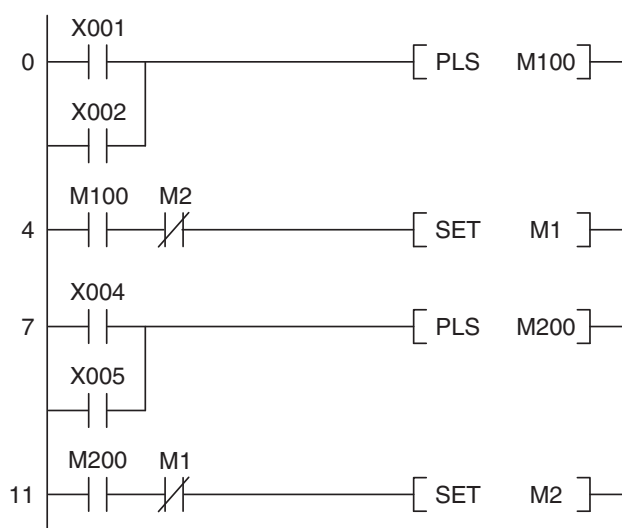 X001
0 PLS M100
X002
M100 M2
4 SET M1
X004
7 PLS M200
X005
M200 M1
11 SET M2